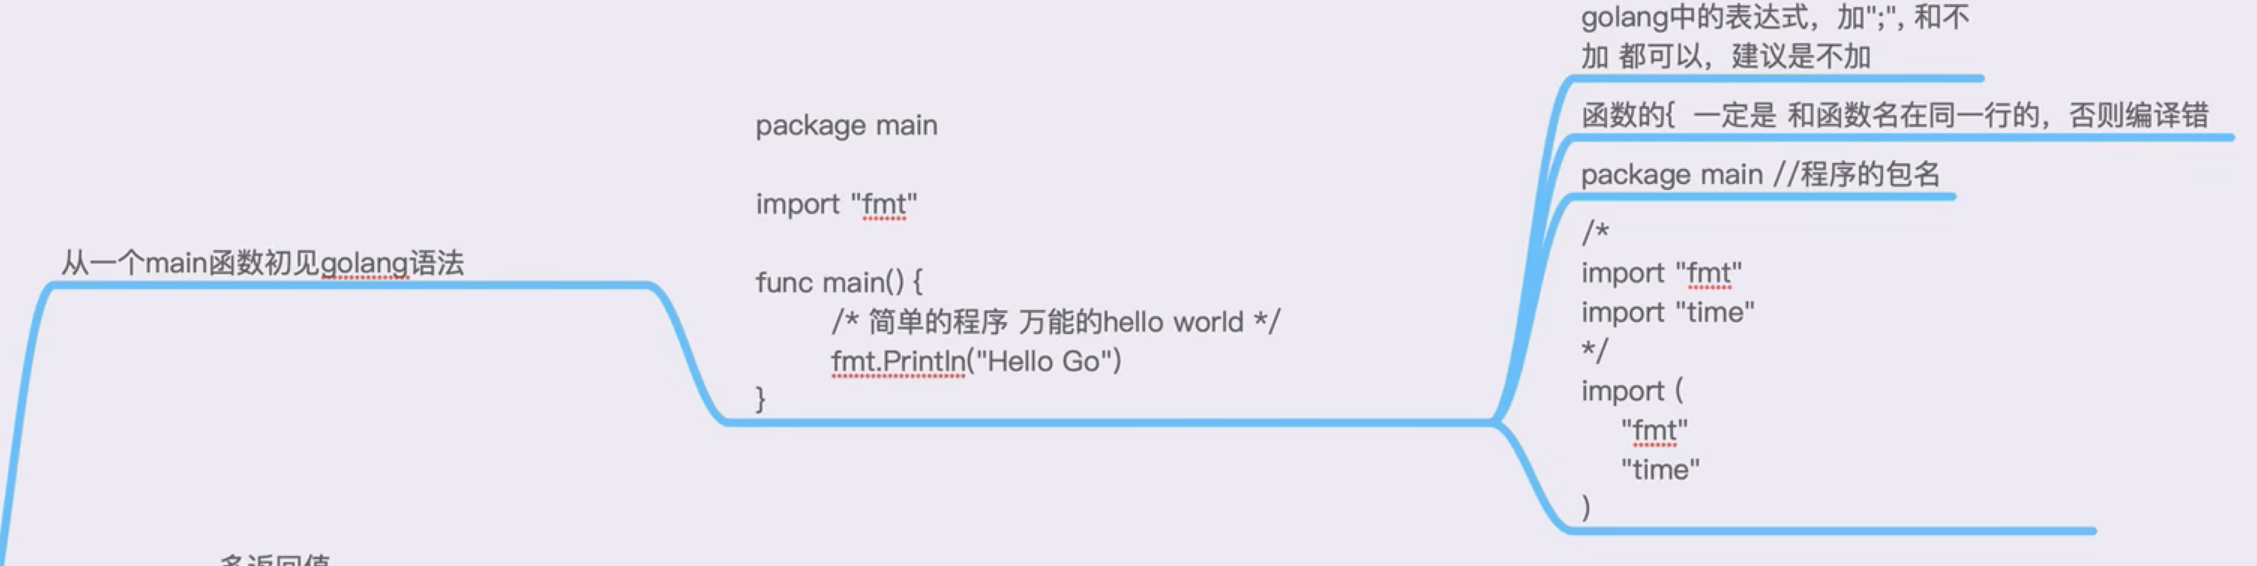 从一个main函数初见golang语法
package main
import "fmt"
func main() {
/* 简单的程序 万能的hello world */
fmt.Println("Hello Go")
}
golang中的表达式，加";", 和不
加 都可以，建议是不加
函数的{  一定是 和函数名在同一行的，否则编译错
package main //程序的包名
/*
import "fmt"
import "time"
*/
import (
"fmt"
"time"
)
多返回值